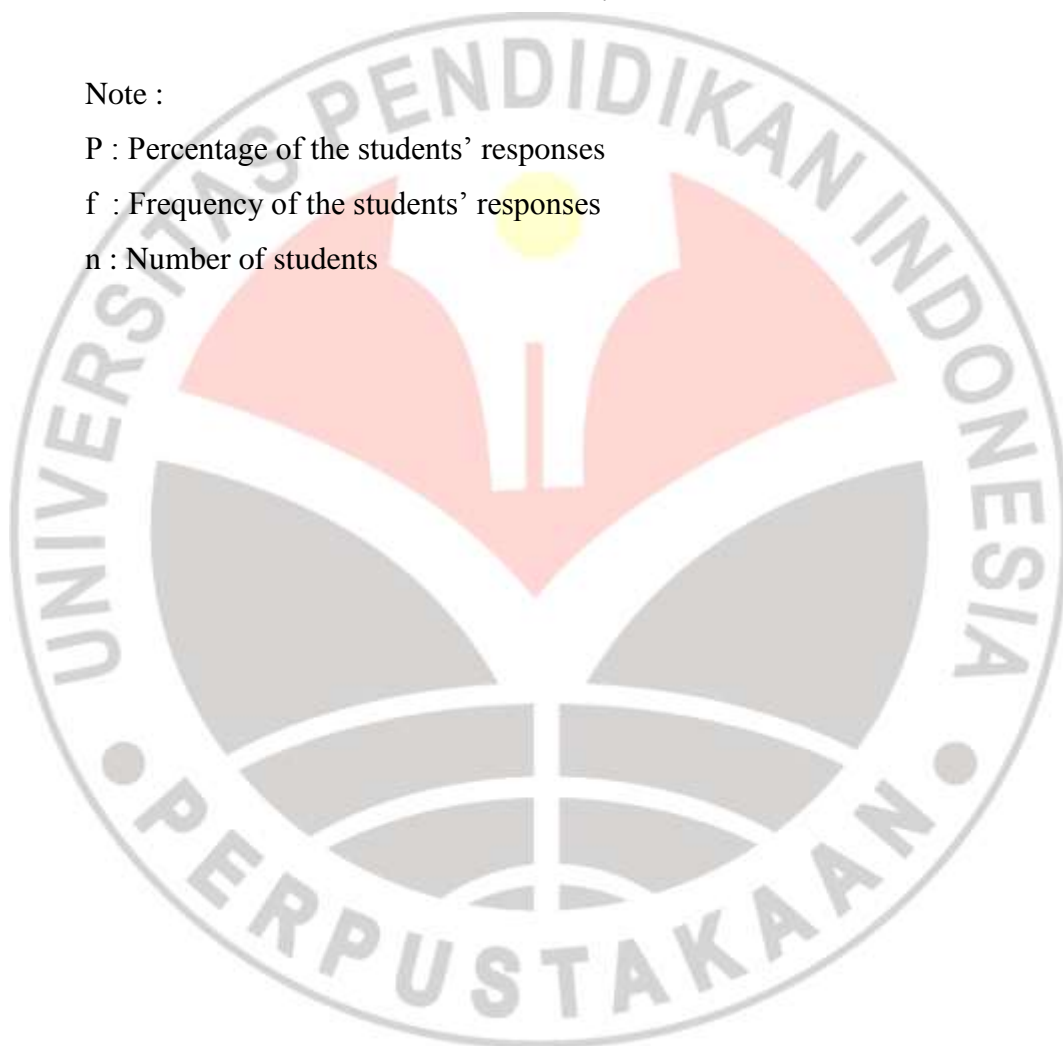 Note :
P : Percentage of the students’ responses
f : Frequency of the students’ responses
n : Number of students
UNIVERSITAS PENDIDIKAN INDONESIA
PERPUSTAKAAN